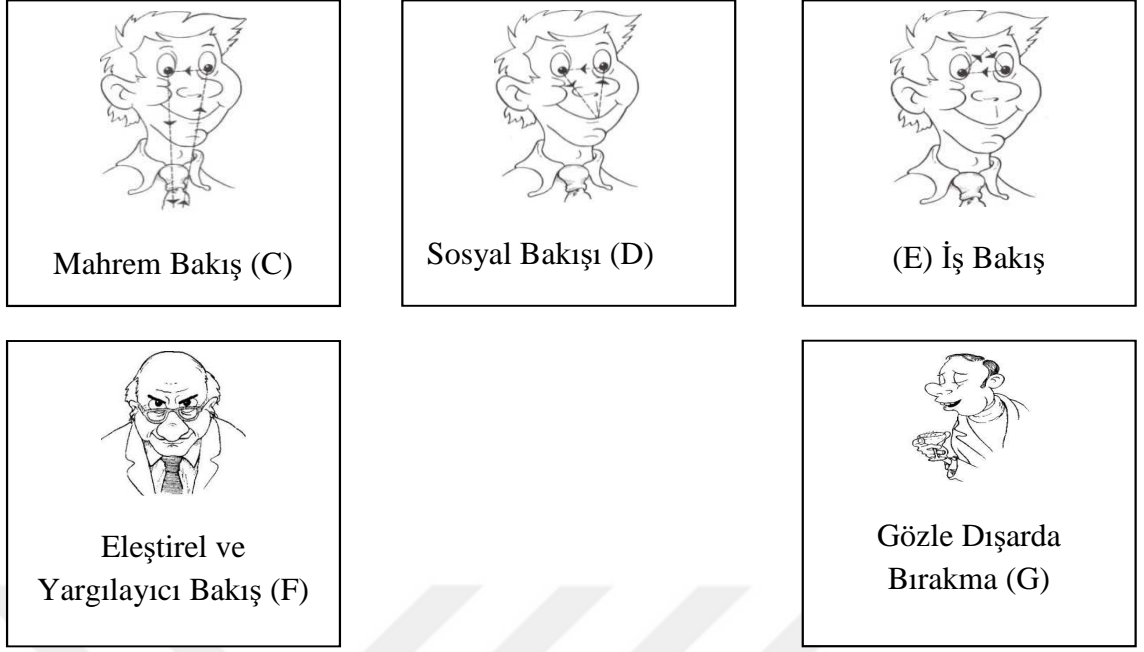 Mahrem Bakış (C)
Sosyal Bakışı (D)
(E) İş Bakış
Eleştirel ve
Yargılayıcı Bakış (F)
Gözle Dışarda
Bırakma (G)